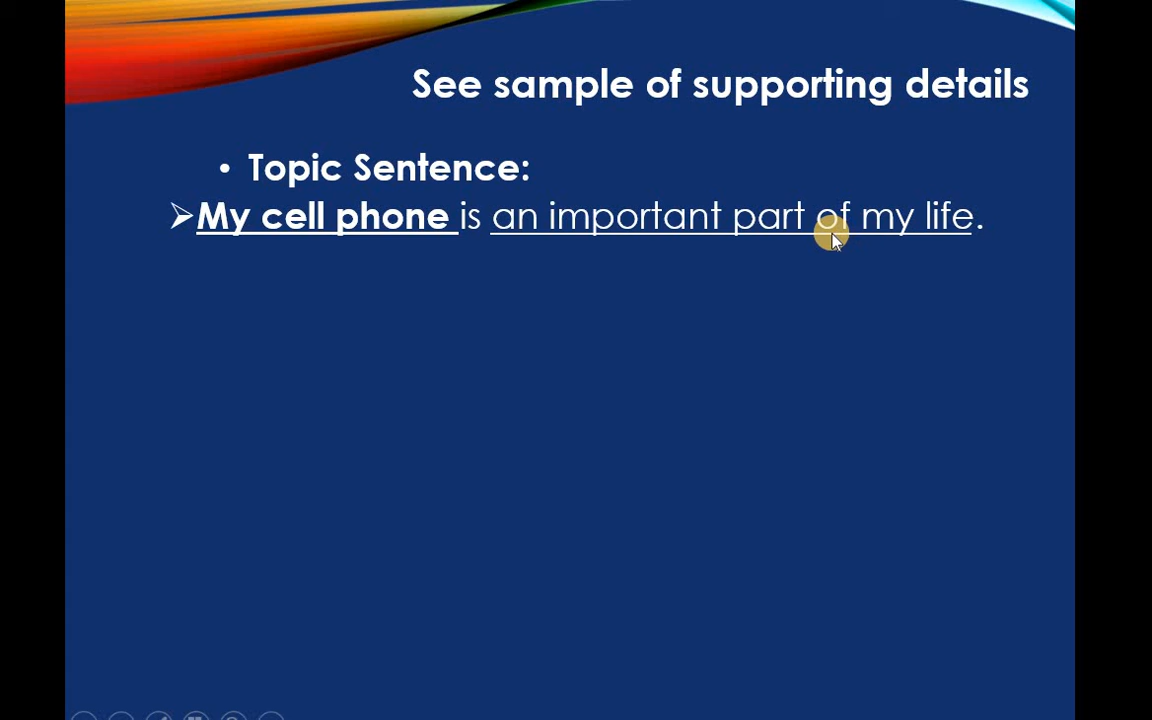 See sample of supporting details
• Topic Sentence:
➢My cell phone is an important part of my life.